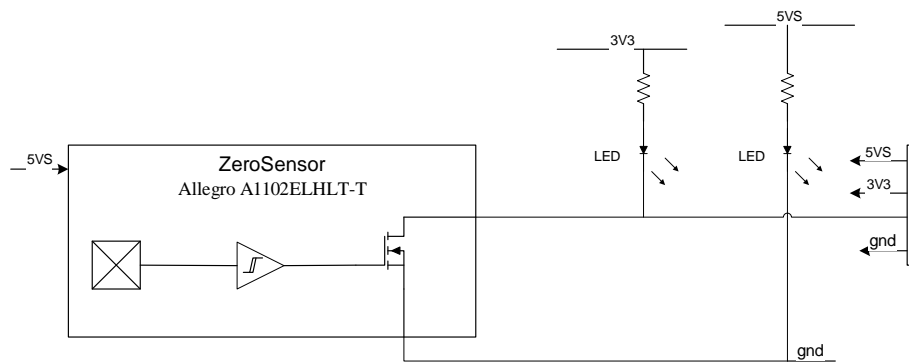 5VS
3V3
5VS
ZeroSensor
Allegro A1102ELHLT-T
LED
LED
5VS
3V3
gnd
gnd